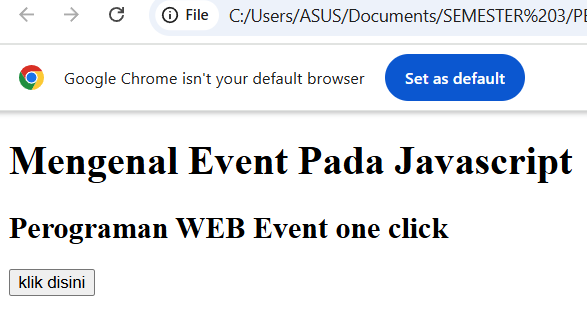 File C:/Users/ASUS/Documents/SEMESTER%203/PE
Google Chrome isn't your default browser Set as default
Mengenal Event Pada Javascript
Perograman WEB Event one click
klik disini